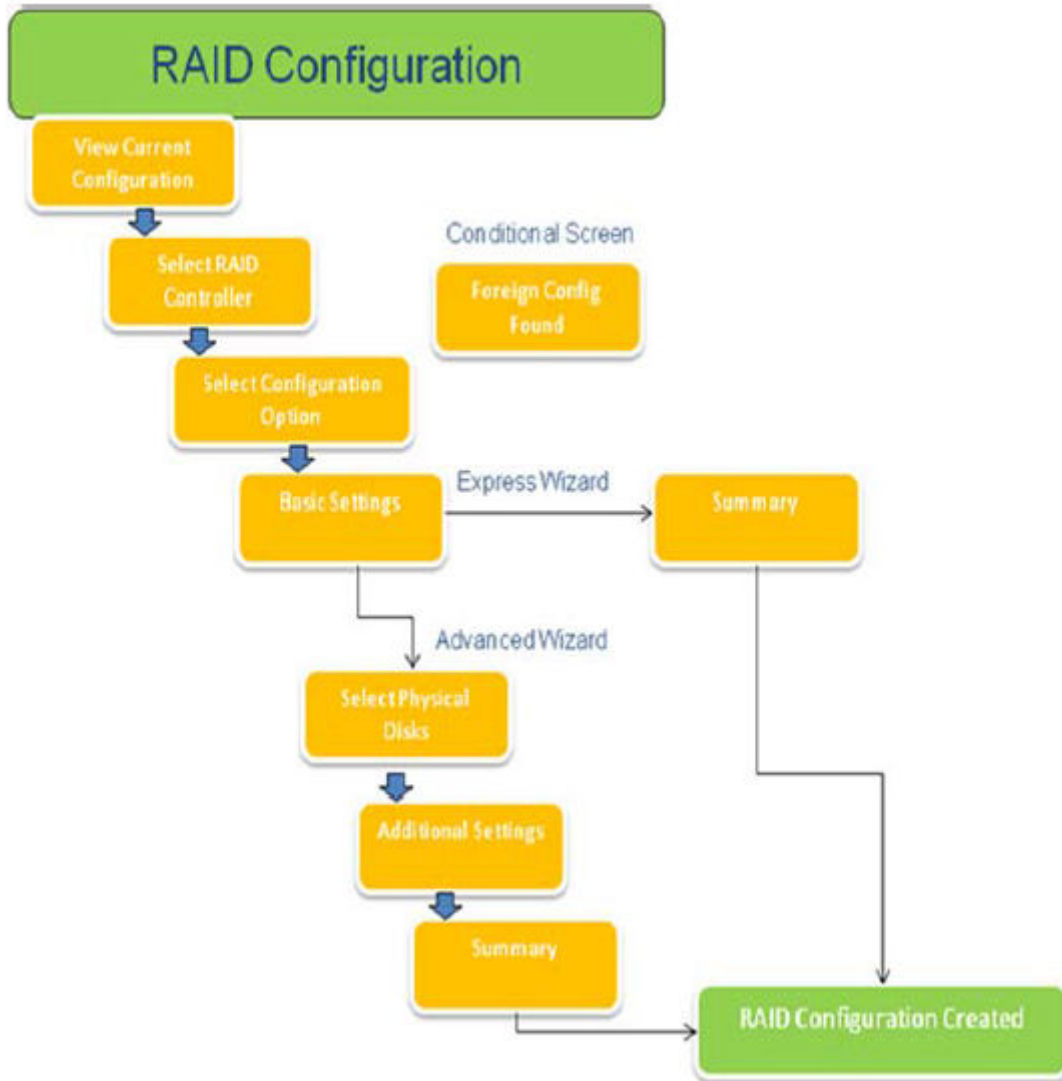 RAID Configuration
View Current
Configuration
Conditional Screen
Select RAID
Controller
Foreign Config
Found
Select Configuration
Option
Basic Settings
Express Wizard
Summary
Advanced Wizard
Select Physical
Disks
Additional Settings
Summary
RAID Configuration Created